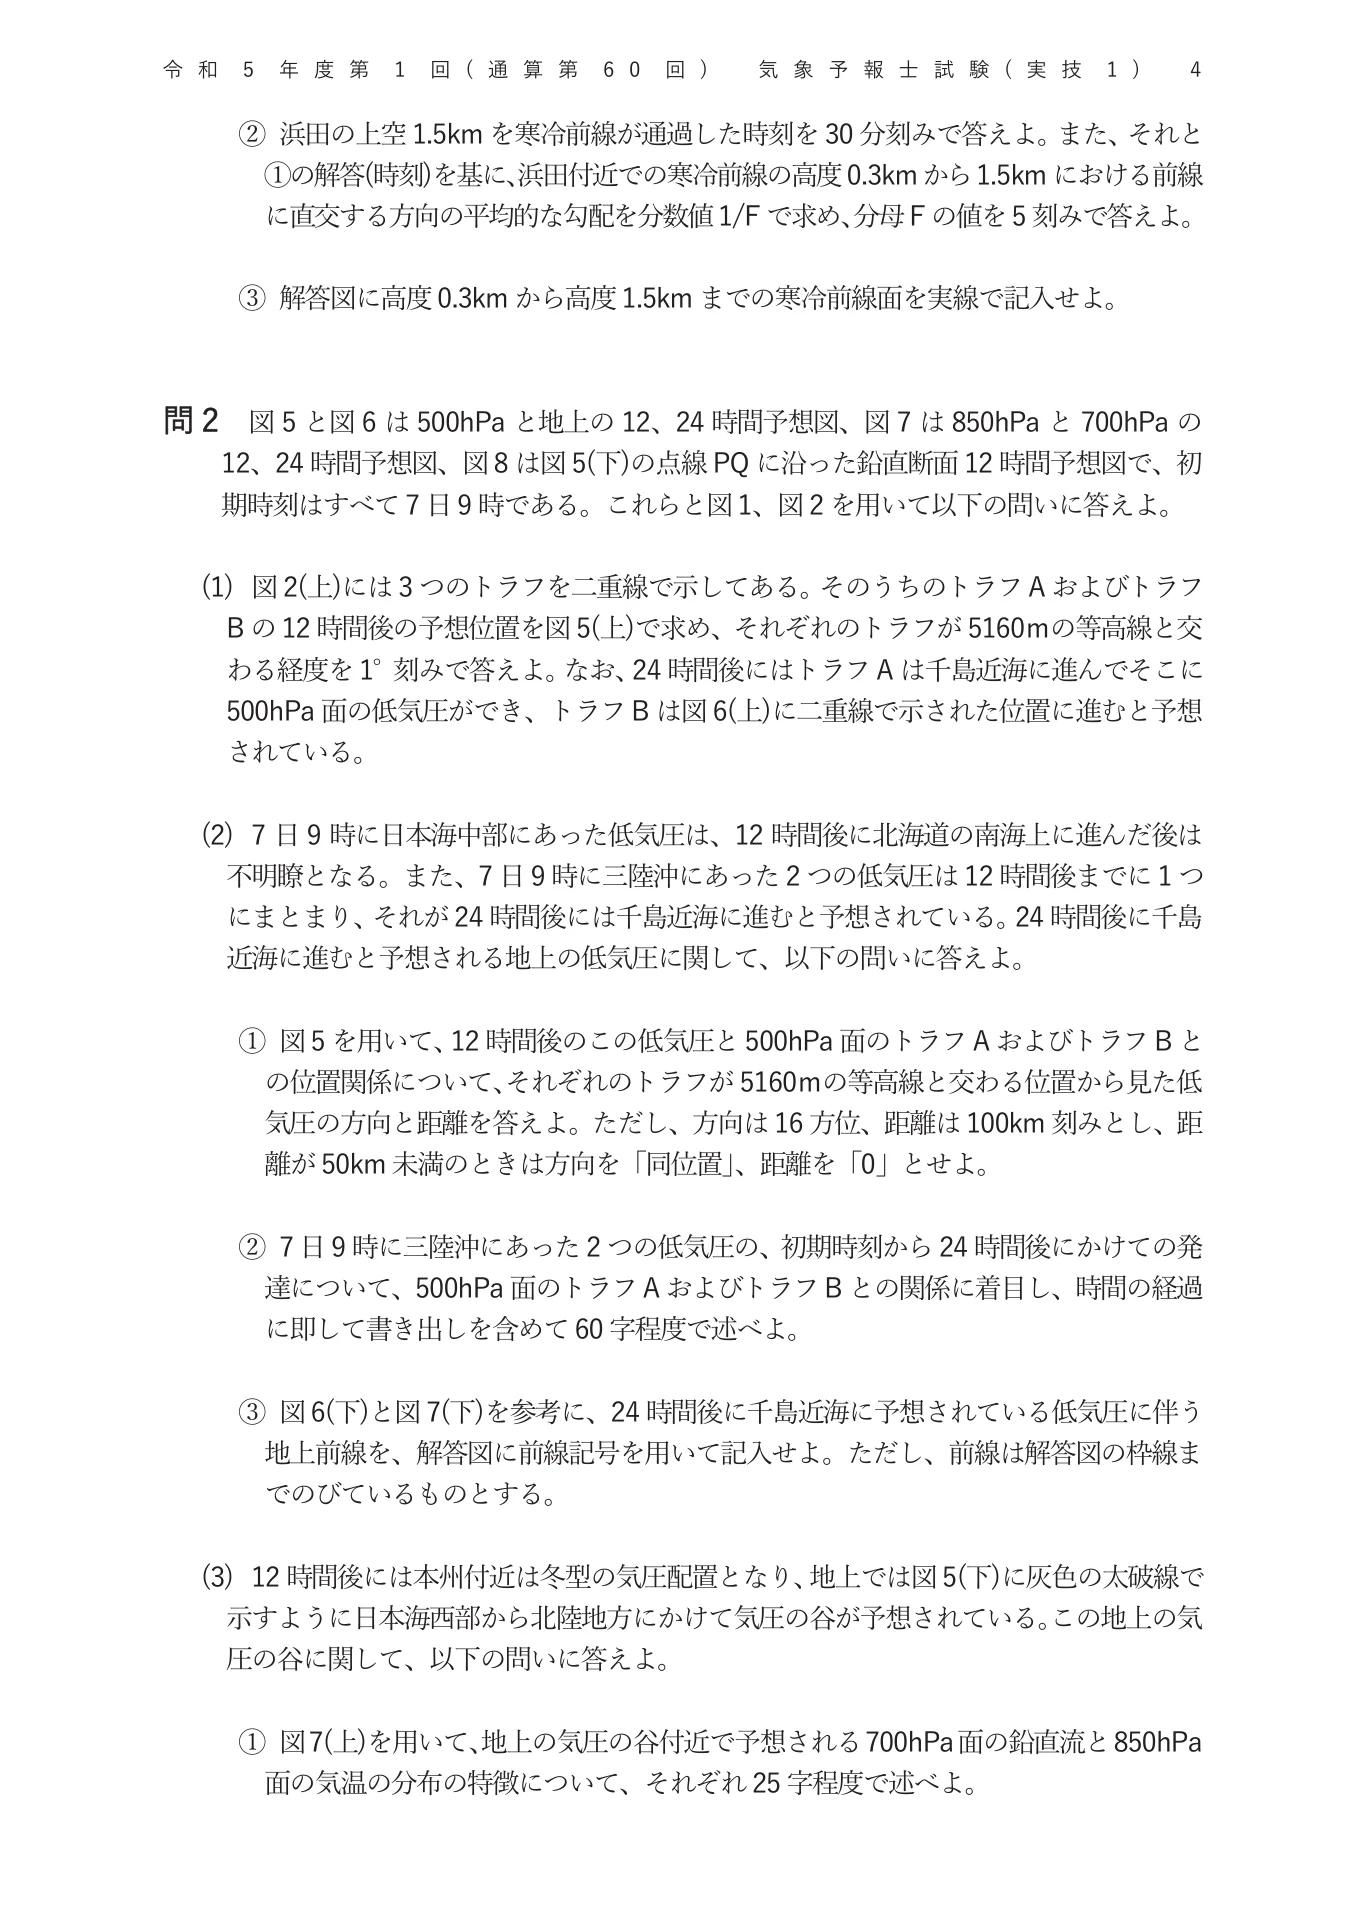 令和5年度第1回(通算第60回) 気象予報士試験(実技1) 4
② 浜田の上空 1.5km を寒冷前線が通過した時刻を 30 分刻みで答えよ。また、それと
①の解答(時刻)を基に、浜田付近での寒冷前線の高度 0.3km から 1.5km における前線
に直交する方向の平均的な勾配を分数値 1/F で求め、分母 F の値を 5 刻みで答えよ。
③ 解答図に高度 0.3km から高度 1.5km までの寒冷前線面を実線で記入せよ。
問2 図 5 と図 6 は 500hPa と地上の 12、24 時間予想図、図 7 は 850hPa と 700hPa の
12、24 時間予想図、図 8 は図 5(下)の点線 PQ に沿った鉛直断面 12 時間予想図で、初
期時刻はすべて 7 日 9 時である。これらと図 1、図 2 を用いて以下の問いに答えよ。
(1) 図 2(上)には 3 つのトラフを二重線で示してある。そのうちのトラフ A およびトラフ
B の 12 時間後の予想位置を図 5(上)で求め、それぞれのトラフが 5160mの等高線と交
わる経度を 1° 刻みで答えよ。なお、24 時間後にはトラフ A は千島近海に進んでそこに
500hPa 面の低気圧ができ、トラフ B は図 6(上)に二重線で示された位置に進むと予想
されている。
(2) 7 日 9 時に日本海中部にあった低気圧は、12 時間後に北海道の南海上に進んだ後は
不明瞭となる。また、7 日 9 時に三陸沖にあった 2 つの低気圧は 12 時間後までに 1 つ
にまとまり、それが 24 時間後には千島近海に進むと予想されている。24 時間後に千島
近海に進むと予想される地上の低気圧に関して、以下の問いに答えよ。
① 図 5 を用いて、12 時間後のこの低気圧と 500hPa 面のトラフ A およびトラフ B と
の位置関係について、それぞれのトラフが 5160mの等高線と交わる位置から見た低
気圧の方向と距離を答えよ。ただし、方向は 16 方位、距離は 100km 刻みとし、距
離が 50km 未満のときは方向を「同位置」、距離を「0」とせよ。
② 7 日 9 時に三陸沖にあった 2 つの低気圧の、初期時刻から 24 時間後にかけての発
達について、500hPa 面のトラフ A およびトラフ B との関係に着目し、時間の経過
に即して書き出しを含めて 60 字程度で述べよ。
③ 図 6(下)と図 7(下)を参考に、24 時間後に千島近海に予想されている低気圧に伴う
地上前線を、解答図に前線記号を用いて記入せよ。ただし、前線は解答図の枠線ま
でのびているものとする。
(3) 12 時間後には本州付近は冬型の気圧配置となり、地上では図 5(下)に灰色の太破線で
示すように日本海西部から北陸地方にかけて気圧の谷が予想されている。この地上の気
圧の谷に関して、以下の問いに答えよ。
① 図7(上)を用いて、地上の気圧の谷付近で予想される 700hPa 面の鉛直流と 850hPa
面の気温の分布の特徴について、それぞれ 25 字程度で述べよ。